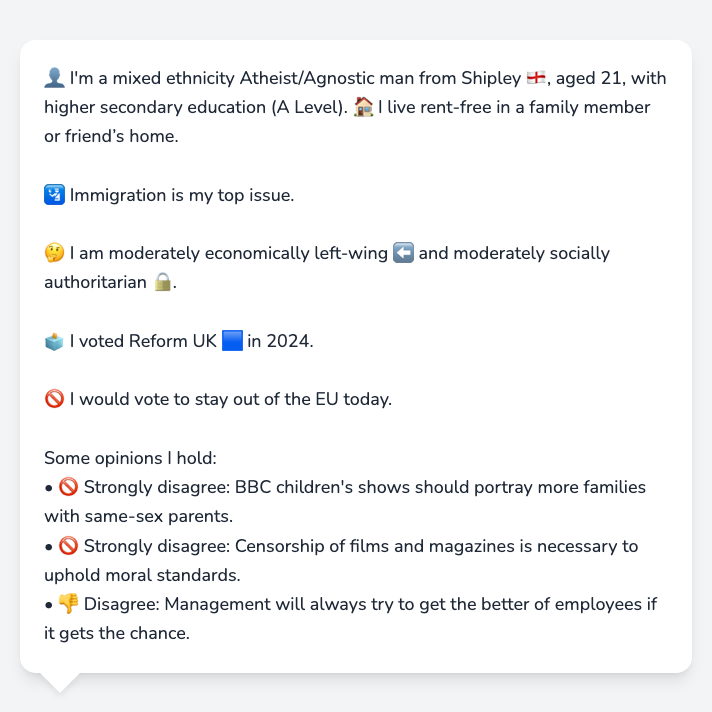 👤 I'm a mixed ethnicity Atheist/Agnostic man from Shipley 🏴󠁧󠁢󠁥󠁮󠁧󠁿, aged 21, with
higher secondary education (A Level). 🏠 I live rent-free in a family member
or friend’s home.
🛂 Immigration is my top issue.
🤔 I am moderately economically left-wing ⬅️ and moderately socially
authoritarian 🔒.
🗳️ I voted Reform UK 🟦 in 2024.
🚫 I would vote to stay out of the EU today.
Some opinions I hold:
• 🚫 Strongly disagree: BBC children's shows should portray more families
with same-sex parents.
• 🚫 Strongly disagree: Censorship of films and magazines is necessary to
uphold moral standards.
• 👎 Disagree: Management will always try to get the better of employees if
it gets the chance.